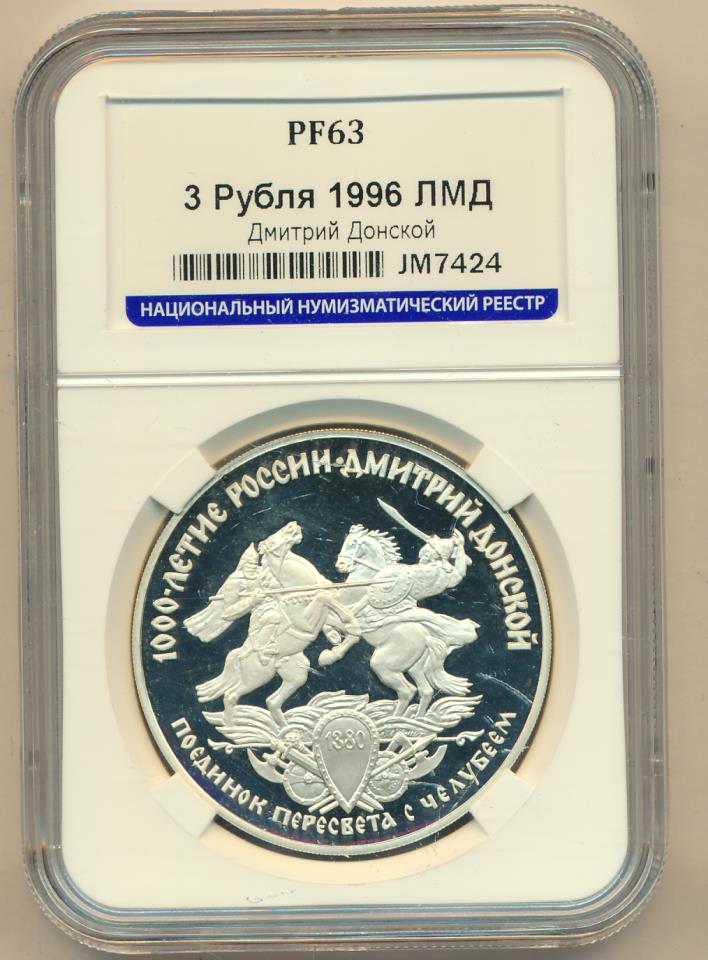 PF63
3 Рубля 1996 ЛМД
Дмитрий Донской
JM7424
НАЦИОНАЛЬНЫЙ НУМИЗМАТИЧЕСКИЙ РЕЕСТР
1000-ЛЕТИЕ РОССИИ·ДМИТРИЙ ДОНСКОЙ
1380
ПОЕДИНОК ПЕРЕСВЕТА С ЧЕЛУБЕЕМ